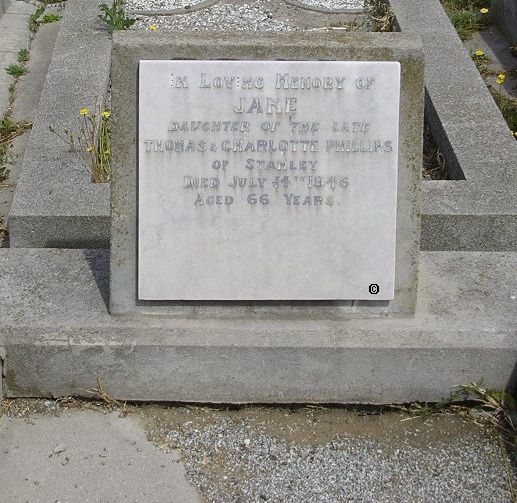 IN LOVING MEMORY OF
JANE
DAUGHTER OF THE LATE
THOMAS & CHARLOTTE PHILLIPS
OF STANLEY
DIED JULY 14TH 1946
AGED 66 YEARS.
©